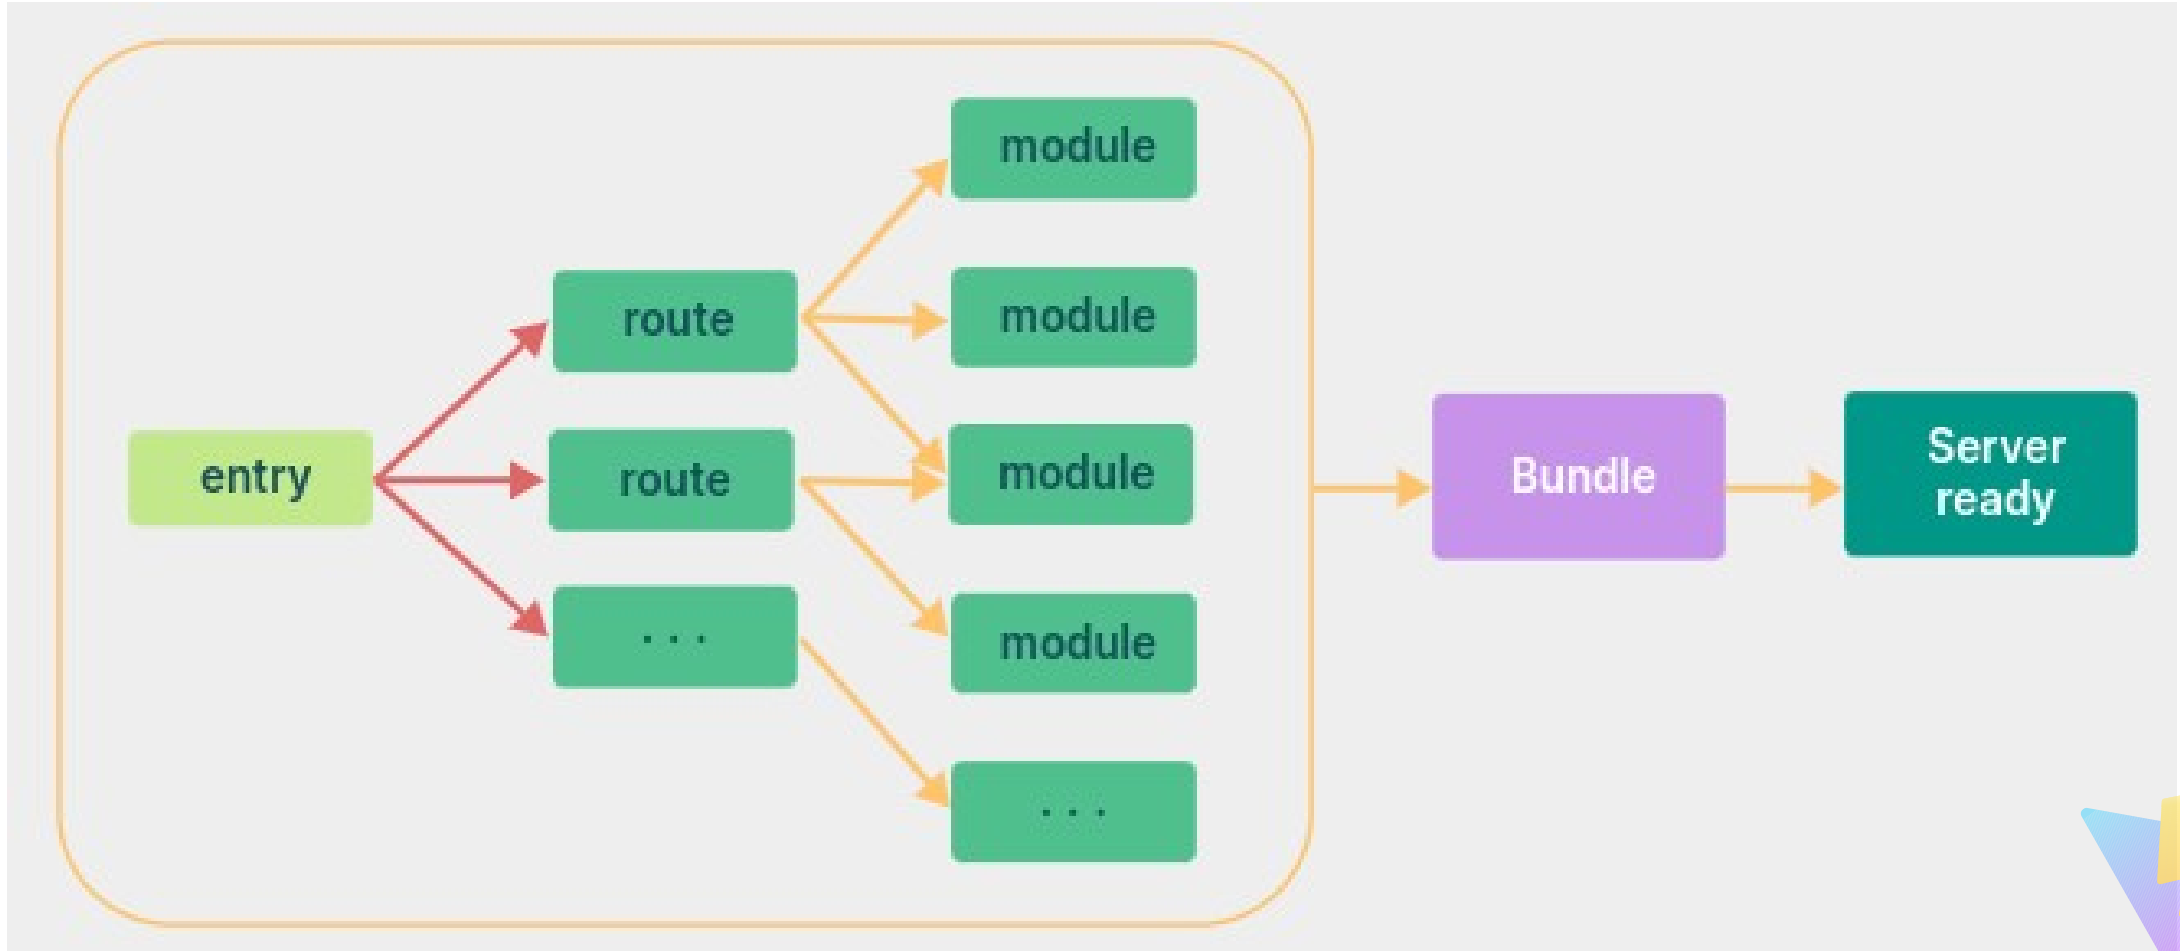 module
route
module
entry
route
module
Bundle
Server
ready
...
module
...